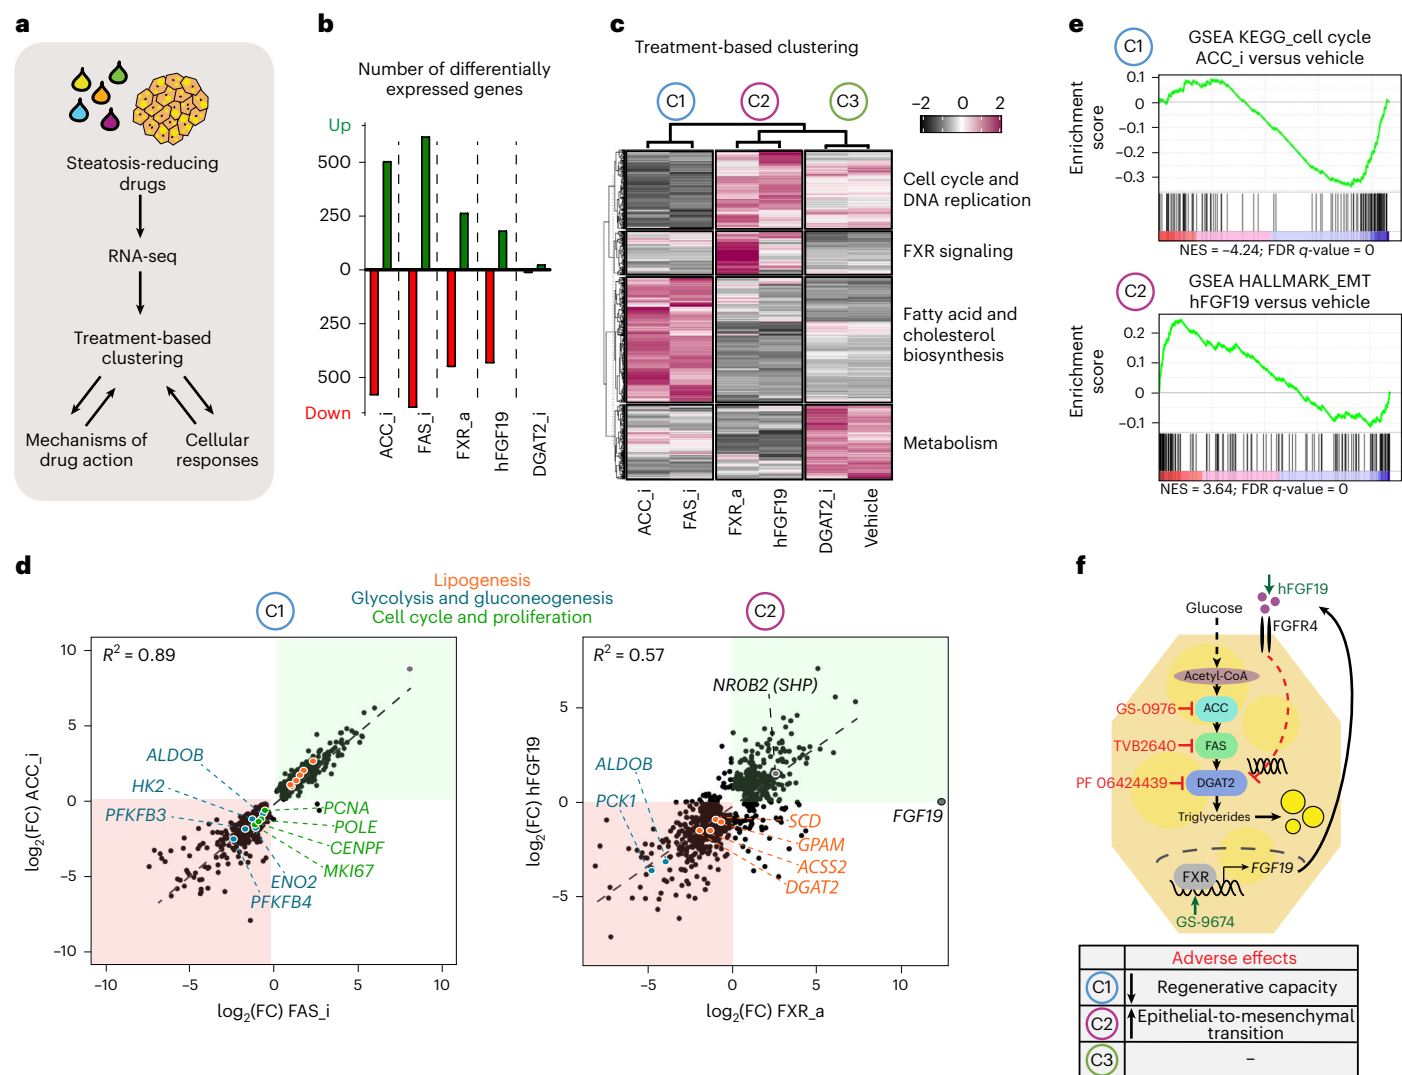 a
Steatosis-reducing
drugs
RNA-seq
Treatment-based
clustering
Mechanisms of
drug action
Cellular
responses
b
Number of differentially
expressed genes
Up
500
250
0
250
500
Down
ACC_i
FAS_i
FXR_a
hFGF19
DGAT2_i
c
Treatment-based clustering
C1
C2
C3
−2 0 2
Cell cycle and
DNA replication
FXR signaling
Fatty acid and
cholesterol
biosynthesis
Metabolism
ACC_i
FAS_i
FXR_a
hFGF19
DGAT2_i
Vehicle
e
C1
GSEA KEGG_cell cycle
ACC_i versus vehicle
Enrichment
score
0.1
0
−0.1
−0.2
−0.3
NES = −4.24; FDR q-value = 0
C2
GSEA HALLMARK_EMT
hFGF19 versus vehicle
Enrichment
score
0.2
0.1
0
−0.1
NES = 3.64; FDR q-value = 0
d
Lipogenesis
Glycolysis and gluconeogenesis
Cell cycle and proliferation
C1
R² = 0.89
log₂(FC) ACC_i
10
5
0
−5
−10
ALDOB
HK2
PFKFB3
PCNA
POLE
CENPF
MKI67
ENO2
PFKFB4
−10 −5 0 5 10
log₂(FC) FAS_i
C2
R² = 0.57
log₂(FC) hFGF19
5
0
−5
NR0B2 (SHP)
ALDOB
PCK1
FGF19
SCD
GPAM
ACSS2
DGAT2
−5 0 5 10
log₂(FC) FXR_a
f
hFGF19
Glucose
FGFR4
Acetyl-CoA
GS-0976
ACC
TVB2640
FAS
PF 06424439
DGAT2
Triglycerides
FXR
FGF19
GS-9674
Adverse effects
C1
Regenerative capacity
C2
Epithelial-to-mesenchymal
transition
C3
–